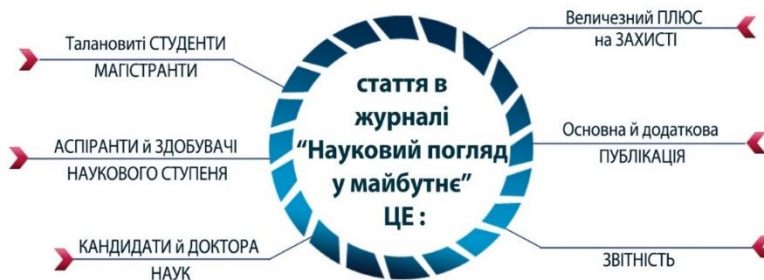 Талановиті СТУДЕНТИ
МАГІСТРАНТИ
АСПІРАНТИ й ЗДОБУВАЧІ
НАУКОВОГО СТУПЕНЯ
КАНДИДАТИ й ДОКТОРА
НАУК
стаття в
журналі
“Науковий погляд
у майбутнє”
ЦЕ :
Величезний ПЛЮС
на ЗАХИСТІ
Основна й додаткова
ПУБЛІКАЦІЯ
ЗВІТНІСТЬ